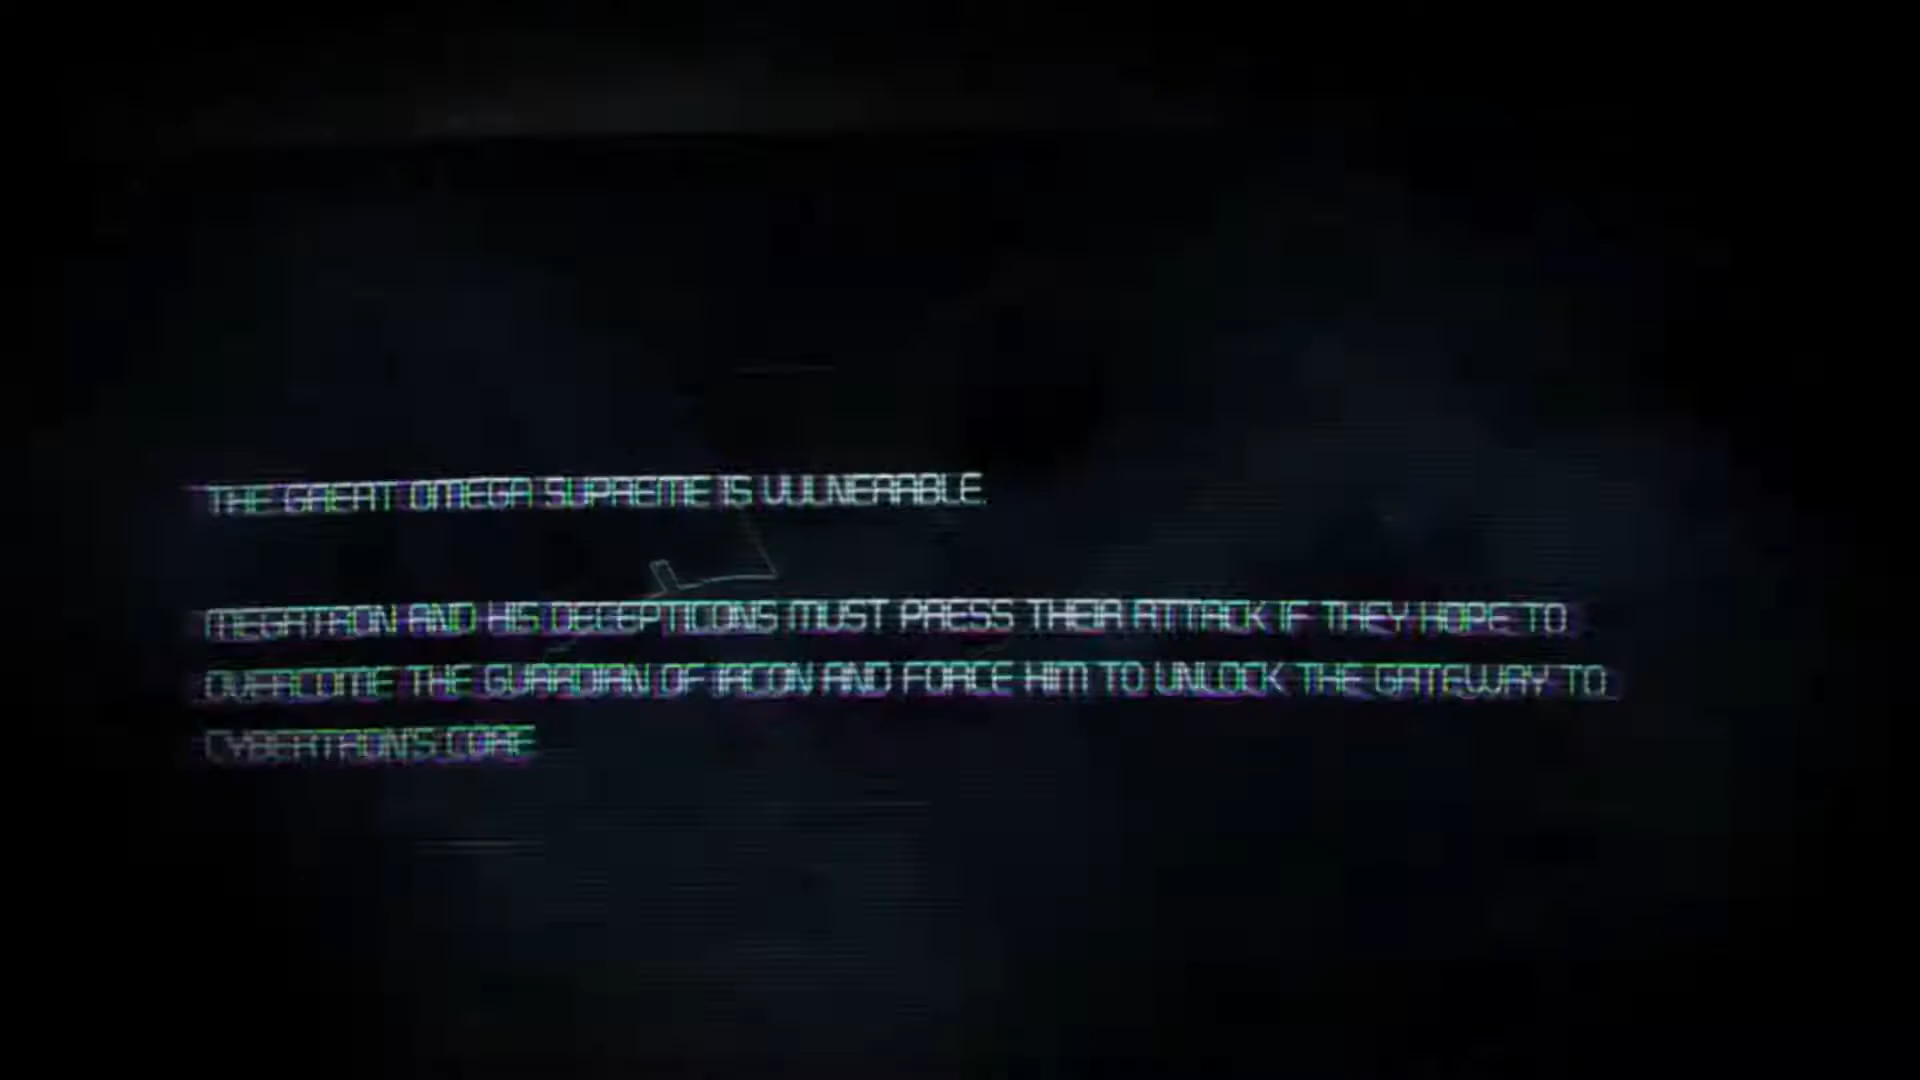 THE GREAT OMEGA SUPREME IS VULNERABLE.
MEGATRON AND HIS DECEPTICONS MUST PRESS THEIR ATTACK IF THEY HOPE TO
OVERCOME THE GUARDIAN OF IACON AND FORCE HIM TO UNLOCK THE GATEWAY TO
CYBERTRON'S CORE